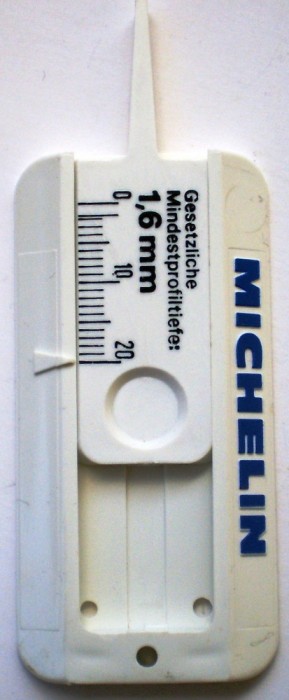 Gesetzliche
Mindestprofiltiefe:
1,6 mm
0 10 20
MICHELIN